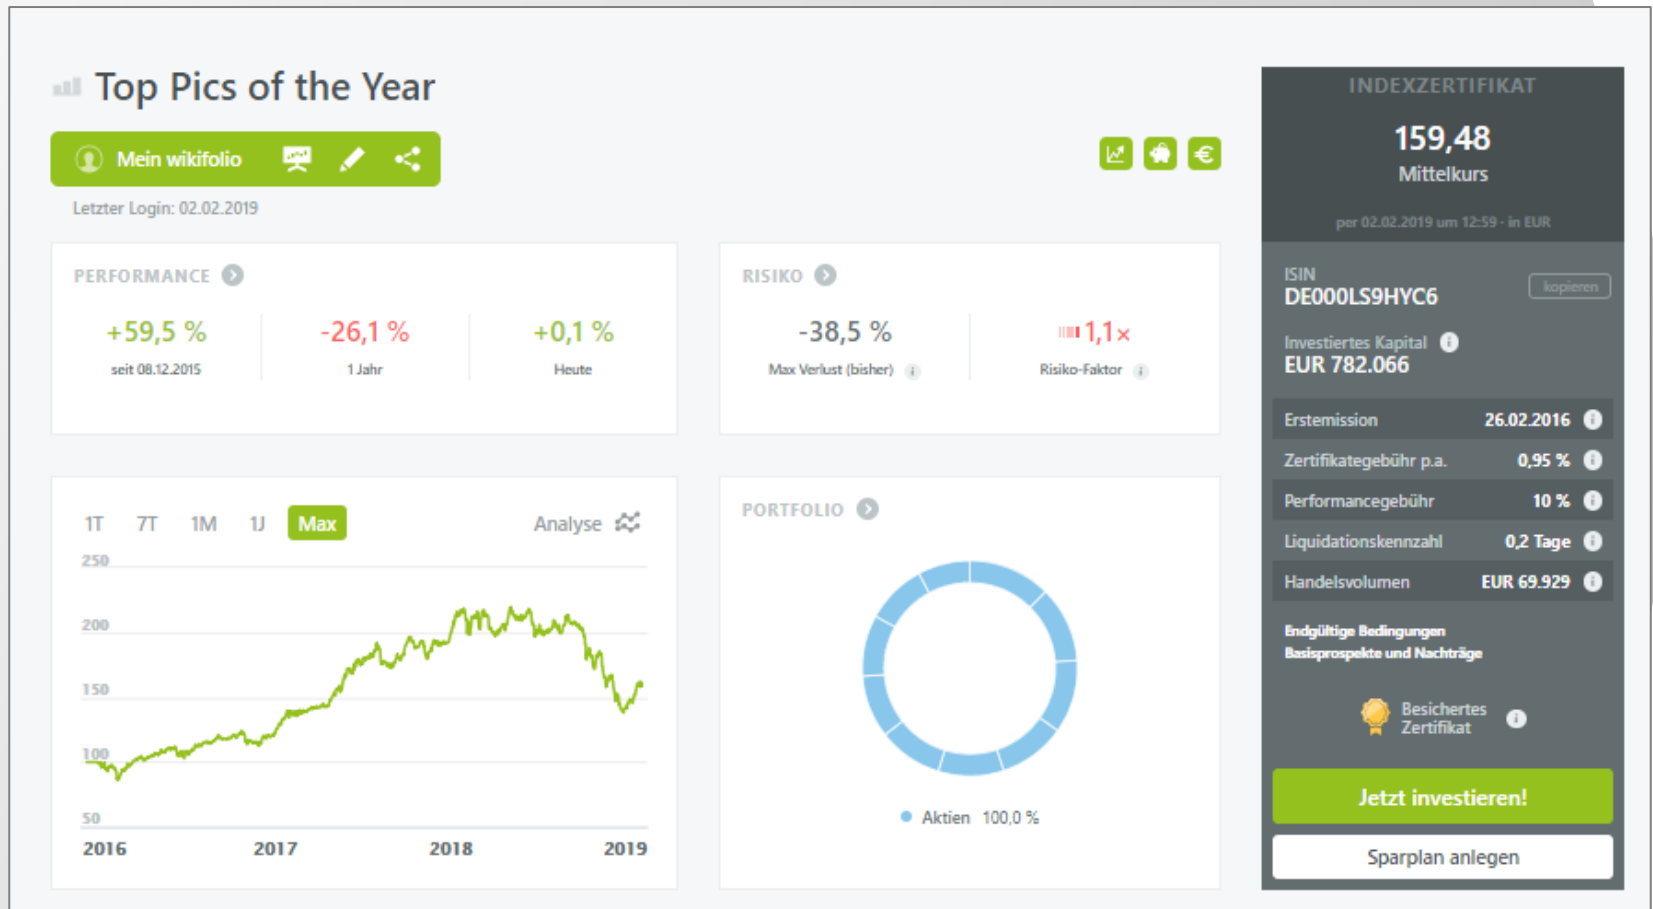 Top Pics of the Year
Mein wikifolio
Letzter Login: 02.02.2019
PERFORMANCE
+59,5 %
seit 08.12.2015
-26,1 %
1 Jahr
+0,1 %
Heute
RISIKO
-38,5 %
Max Verlust (bisher)
1,1×
Risiko-Faktor
1T 7T 1M 1J Max Analyse
250
200
150
100
50
2016 2017 2018 2019
PORTFOLIO
Aktien 100,0 %
INDEXZERTIFIKAT
159,48
Mittelkurs
per 02.02.2019 um 12:59 - in EUR
ISIN
DE000LS9HYC6
kopieren
Investiertes Kapital
EUR 782.066
Erstemission 26.02.2016
Zertifikategebühr p.a. 0,95 %
Performancegebühr 10 %
Liquidationskennzahl 0,2 Tage
Handelsvolumen EUR 69.929
Endgültige Bedingungen
Basisprospekte und Nachträge
Besichertes
Zertifikat
Jetzt investieren!
Sparplan anlegen